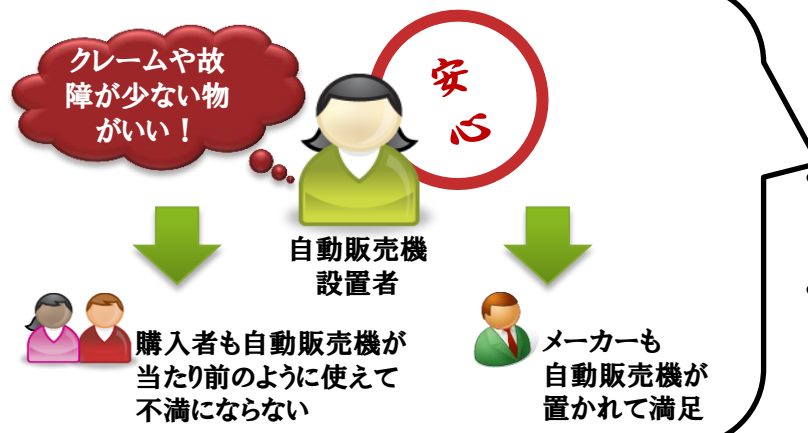 クレームや故
障が少ない物
がいい！
安
心
自動販売機
設置者
購入者も自動販売機が
当たり前のように使えて
不満にならない
メーカーも
自動販売機が
置かれて満足